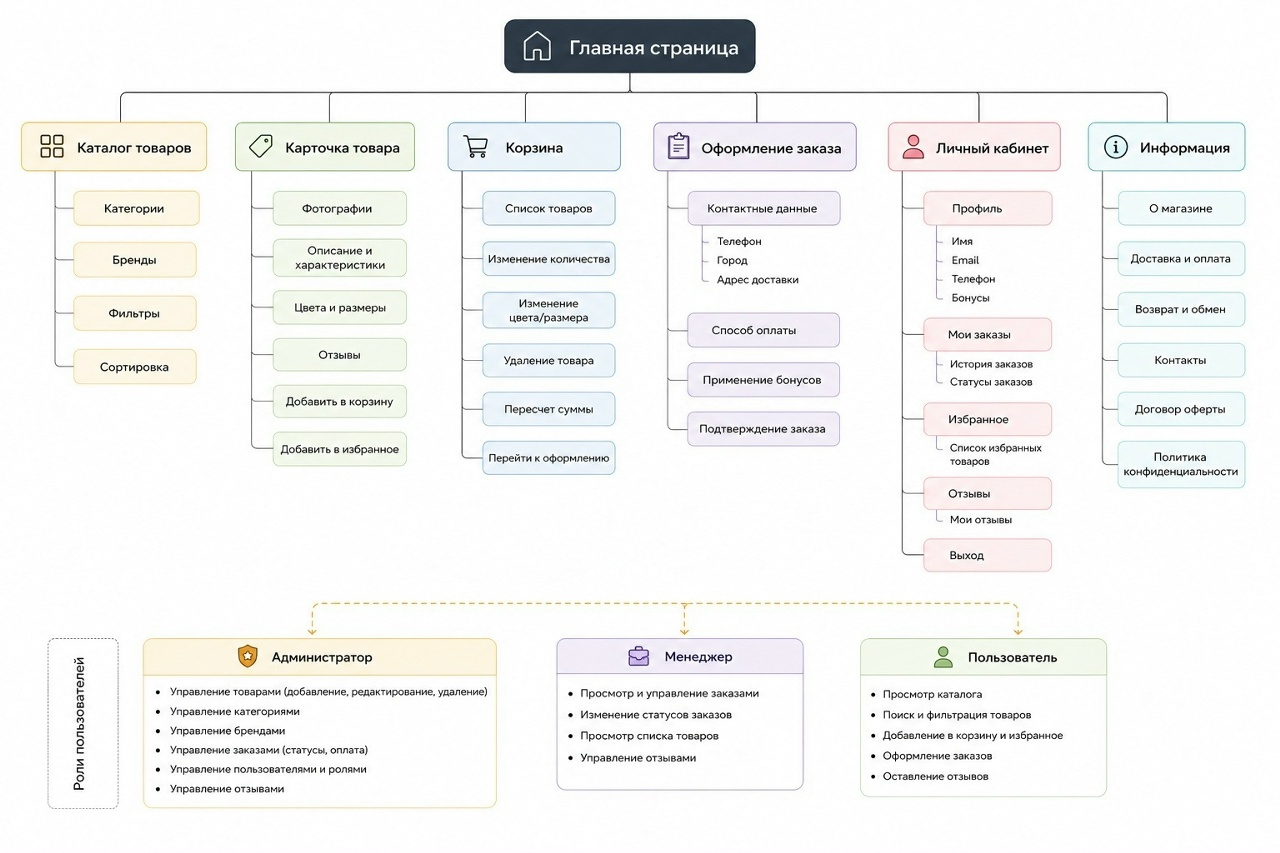 Главная страница
Каталог товаров
Категории
Бренды
Фильтры
Сортировка
Карточка товара
Фотографии
Описание и
характеристики
Цвета и размеры
Отзывы
Добавить в корзину
Добавить в избранное
Корзина
Список товаров
Изменение количества
Изменение
цвета/размера
Удаление товара
Пересчет суммы
Перейти к оформлению
Оформление заказа
Контактные данные
Телефон
Город
Адрес доставки
Способ оплаты
Применение бонусов
Подтверждение заказа
Личный кабинет
Профиль
Имя
Email
Телефон
Бонусы
Мои заказы
История заказов
Статусы заказов
Избранное
Список избранных
товаров
Отзывы
Мои отзывы
Выход
Информация
О магазине
Доставка и оплата
Возврат и обмен
Контакты
Договор оферты
Политика
конфиденциальности
Роли пользователей
Администратор
• Управление товарами (добавление, редактирование, удаление)
• Управление категориями
• Управление брендами
• Управление заказами (статусы, оплата)
• Управление пользователями и ролями
• Управление отзывами
Менеджер
• Просмотр и управление заказами
• Изменение статусов заказов
• Просмотр списка товаров
• Управление отзывами
Пользователь
• Просмотр каталога
• Поиск и фильтрация товаров
• Добавление в корзину и избранное
• Оформление заказов
• Оставление отзывов